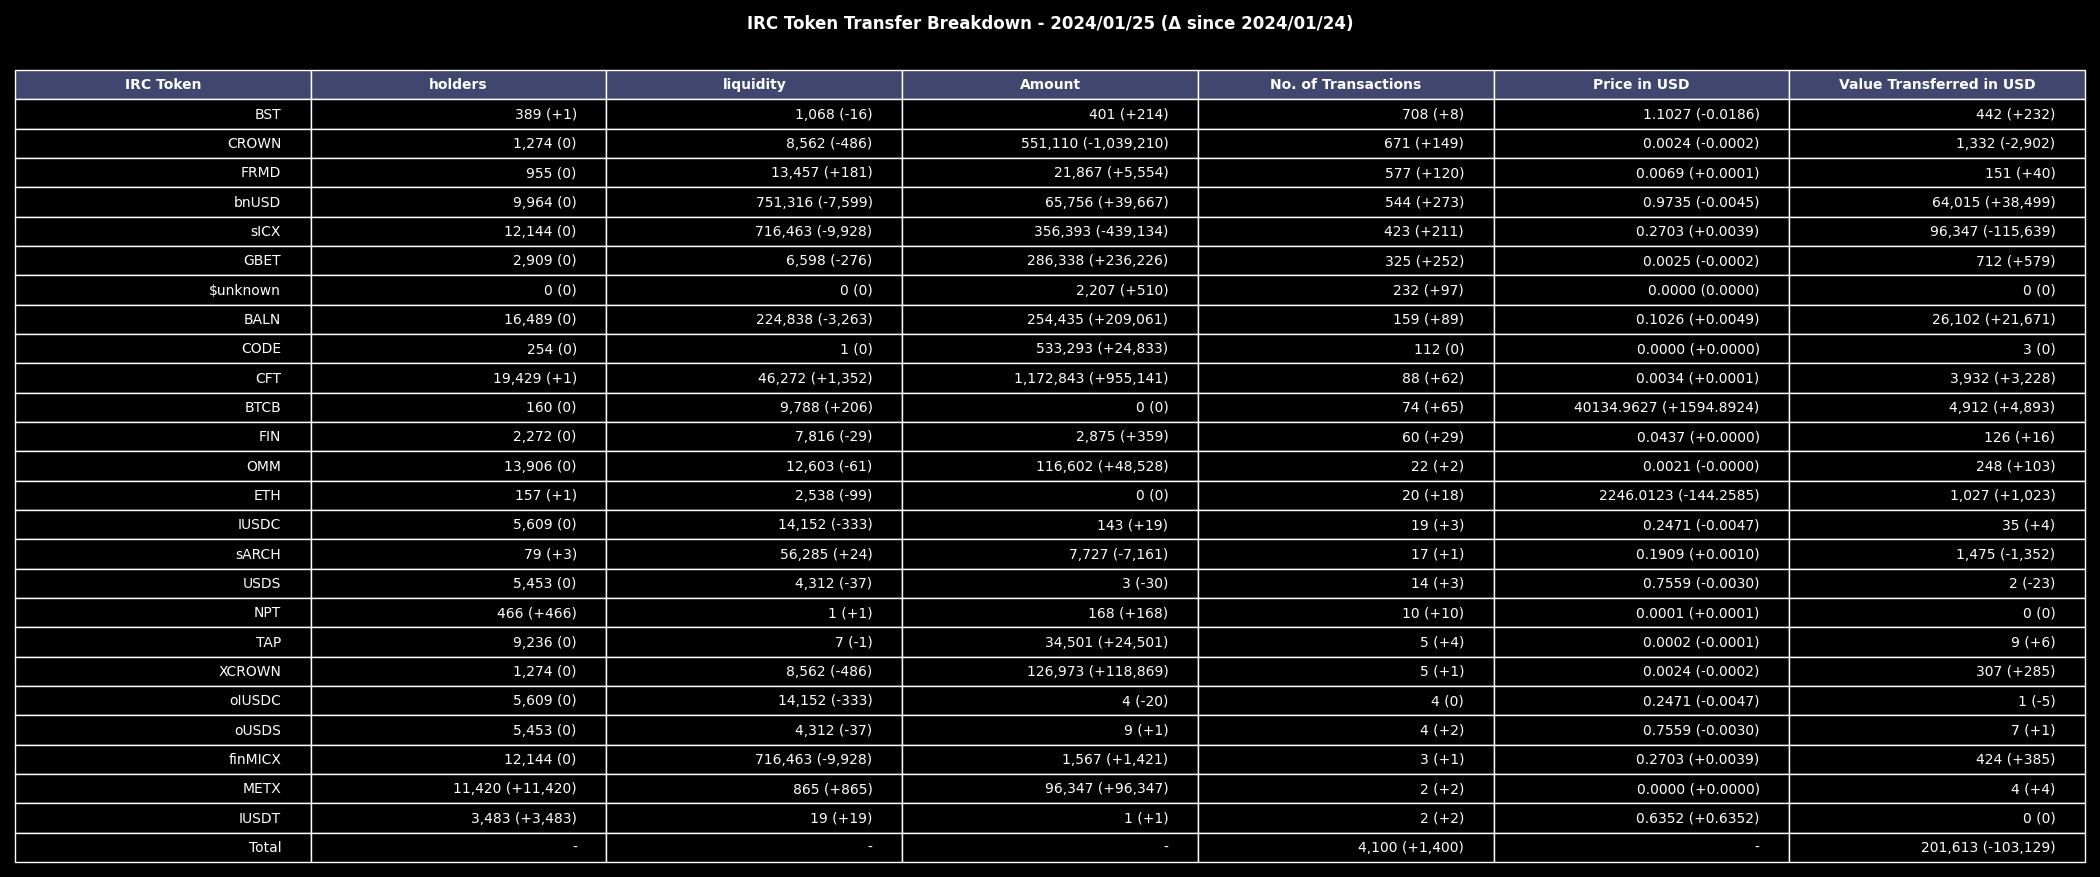 IRC Token Transfer Breakdown - 2024/01/25 (Δ since 2024/01/24)
IRC Token holders liquidity Amount No. of Transactions Price in USD Value Transferred in USD
BST 389 (+1) 1,068 (-16) 401 (+214) 708 (+8) 1.1027 (-0.0186) 442 (+232)
CROWN 1,274 (0) 8,562 (-486) 551,110 (-1,039,210) 671 (+149) 0.0024 (-0.0002) 1,332 (-2,902)
FRMD 955 (0) 13,457 (+181) 21,867 (+5,554) 577 (+120) 0.0069 (+0.0001) 151 (+40)
bnUSD 9,964 (0) 751,316 (-7,599) 65,756 (+39,667) 544 (+273) 0.9735 (-0.0045) 64,015 (+38,499)
sICX 12,144 (0) 716,463 (-9,928) 356,393 (-439,134) 423 (+211) 0.2703 (+0.0039) 96,347 (-115,639)
GBET 2,909 (0) 6,598 (-276) 286,338 (+236,226) 325 (+252) 0.0025 (-0.0002) 712 (+579)
$unknown 0 (0) 0 (0) 2,207 (+510) 232 (+97) 0.0000 (0.0000) 0 (0)
BALN 16,489 (0) 224,838 (-3,263) 254,435 (+209,061) 159 (+89) 0.1026 (+0.0049) 26,102 (+21,671)
CODE 254 (0) 1 (0) 533,293 (+24,833) 112 (0) 0.0000 (+0.0000) 3 (0)
CFT 19,429 (+1) 46,272 (+1,352) 1,172,843 (+955,141) 88 (+62) 0.0034 (+0.0001) 3,932 (+3,228)
BTCB 160 (0) 9,788 (+206) 0 (0) 74 (+65) 40134.9627 (+1594.8924) 4,912 (+4,893)
FIN 2,272 (0) 7,816 (-29) 2,875 (+359) 60 (+29) 0.0437 (+0.0000) 126 (+16)
OMM 13,906 (0) 12,603 (-61) 116,602 (+48,528) 22 (+2) 0.0021 (-0.0000) 248 (+103)
ETH 157 (+1) 2,538 (-99) 0 (0) 20 (+18) 2246.0123 (-144.2585) 1,027 (+1,023)
IUSDC 5,609 (0) 14,152 (-333) 143 (+19) 19 (+3) 0.2471 (-0.0047) 35 (+4)
sARCH 79 (+3) 56,285 (+24) 7,727 (-7,161) 17 (+1) 0.1909 (+0.0010) 1,475 (-1,352)
USDS 5,453 (0) 4,312 (-37) 3 (-30) 14 (+3) 0.7559 (-0.0030) 2 (-23)
NPT 466 (+466) 1 (+1) 168 (+168) 10 (+10) 0.0001 (+0.0001) 0 (0)
TAP 9,236 (0) 7 (-1) 34,501 (+24,501) 5 (+4) 0.0002 (-0.0001) 9 (+6)
XCROWN 1,274 (0) 8,562 (-486) 126,973 (+118,869) 5 (+1) 0.0024 (-0.0002) 307 (+285)
oIUSDC 5,609 (0) 14,152 (-333) 4 (-20) 4 (0) 0.2471 (-0.0047) 1 (-5)
oUSDS 5,453 (0) 4,312 (-37) 9 (+1) 4 (+2) 0.7559 (-0.0030) 7 (+1)
finMICX 12,144 (0) 716,463 (-9,928) 1,567 (+1,421) 3 (+1) 0.2703 (+0.0039) 424 (+385)
METX 11,420 (+11,420) 865 (+865) 96,347 (+96,347) 2 (+2) 0.0000 (+0.0000) 4 (+4)
IUSDT 3,483 (+3,483) 19 (+19) 1 (+1) 2 (+2) 0.6352 (+0.6352) 0 (0)
Total - - - 4,100 (+1,400) - 201,613 (-103,129)